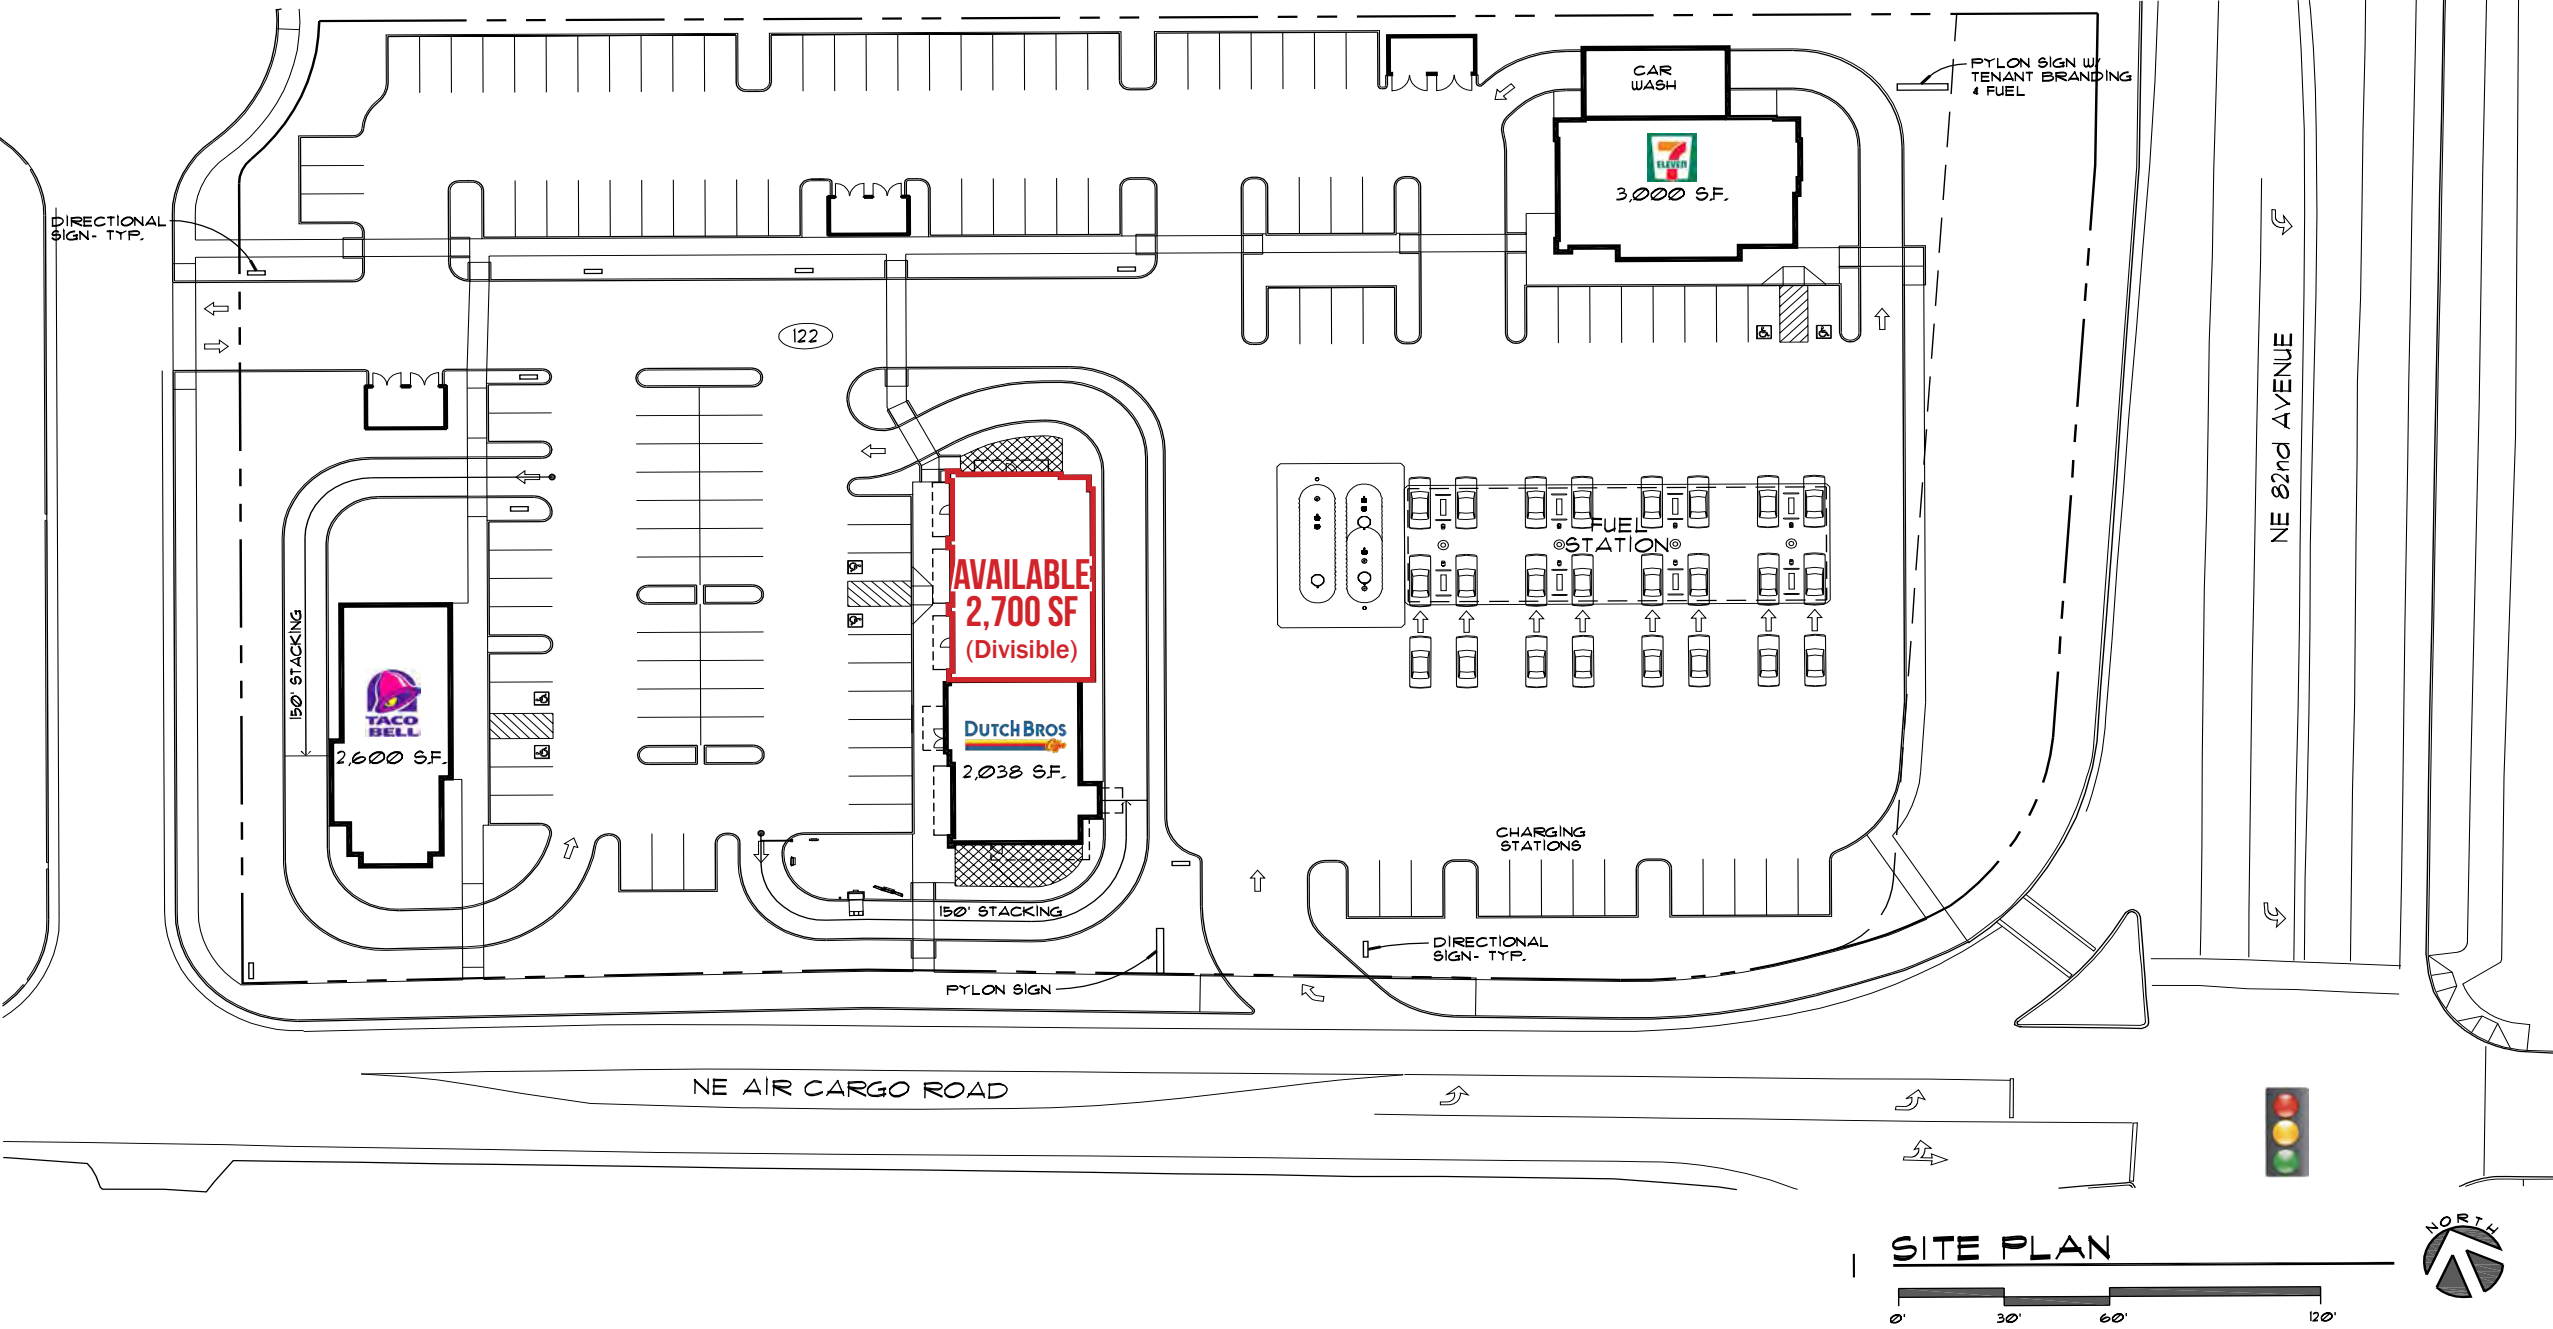 CAR
WASH
PYLON SIGN W/
TENANT BRANDING
& FUEL
7
ELEVEN
3,000 S.F.
DIRECTIONAL
SIGN- TYP.
122
NE 82nd AVENUE
FUEL
STATION
AVAILABLE
2,700 SF
(Divisible)
150' STACKING
TACO
BELL
2,600 S.F.
DUTCH BROS
Coffee
2,038 S.F.
CHARGING
STATIONS
150' STACKING
DIRECTIONAL
SIGN- TYP.
PYLON SIGN
NE AIR CARGO ROAD
NORTH
SITE PLAN
0' 30' 60' 120'